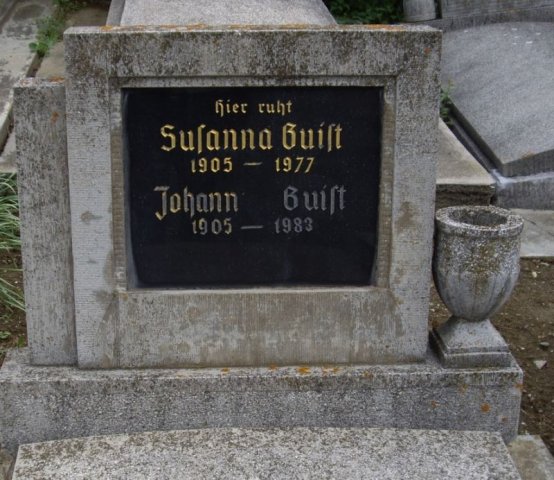 Hier ruht
Susanna Guist
1905 — 1977
Johann Guist
1905 — 1983